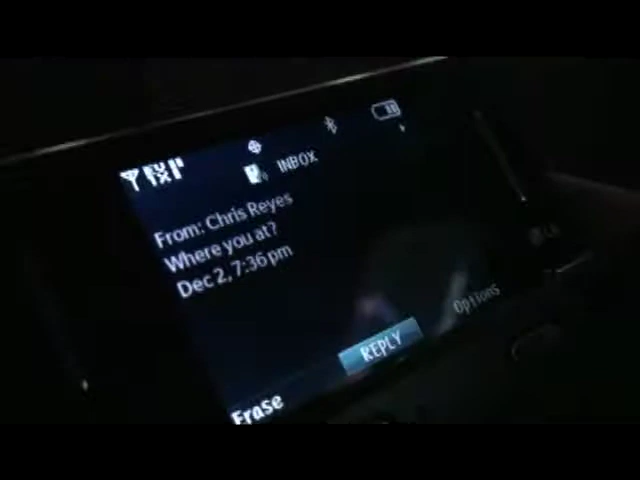 INBOX
From: Chris Reyes
Where you at?
Dec 2, 7:36 pm
Options
REPLY
Erase